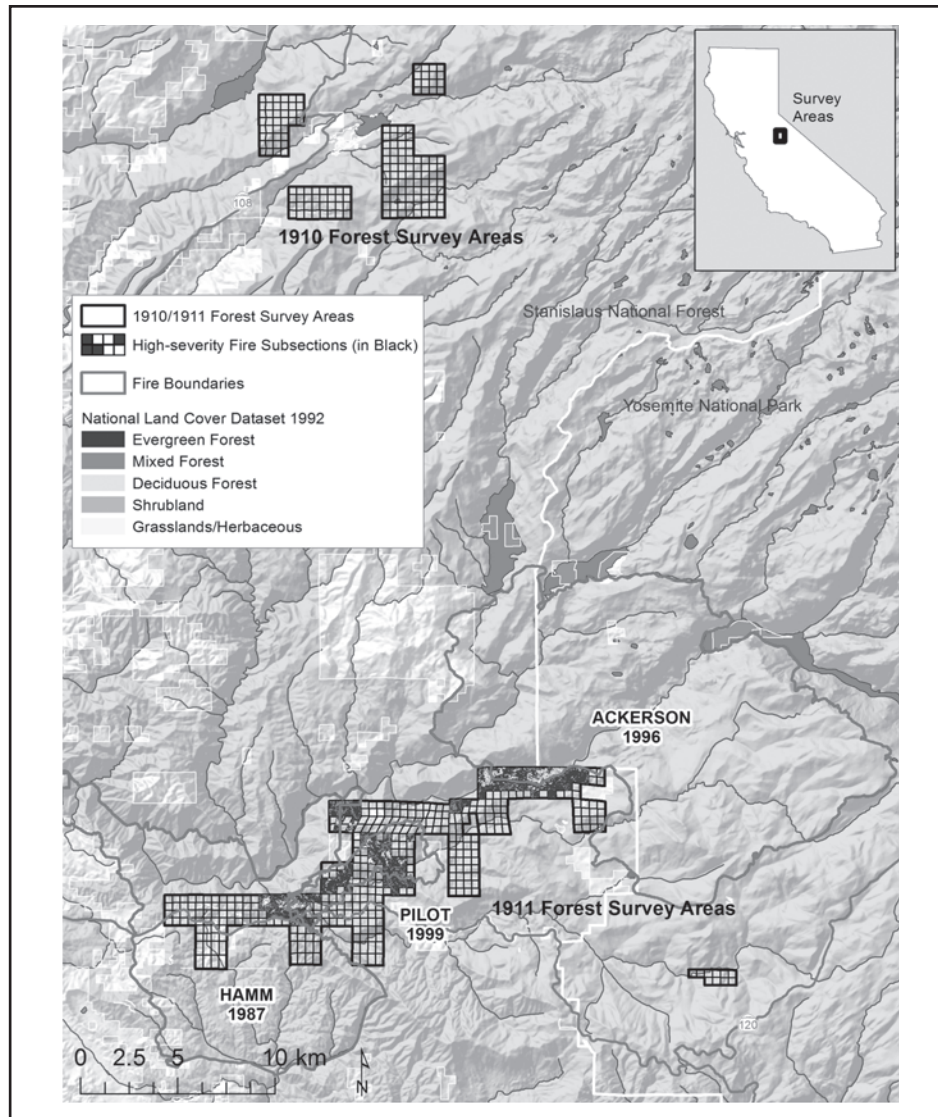 Survey
Areas
108
1910 Forest Survey Areas
1910/1911 Forest Survey Areas
High-severity Fire Subsections (in Black)
Fire Boundaries
National Land Cover Dataset 1992
Evergreen Forest
Mixed Forest
Deciduous Forest
Shrubland
Grasslands/Herbaceous
Stanislaus National Forest
Yosemite National Park
ACKERSON
1996
1911 Forest Survey Areas
PILOT
1999
HAMM
1987
120
0 2.5 5 10 km
N